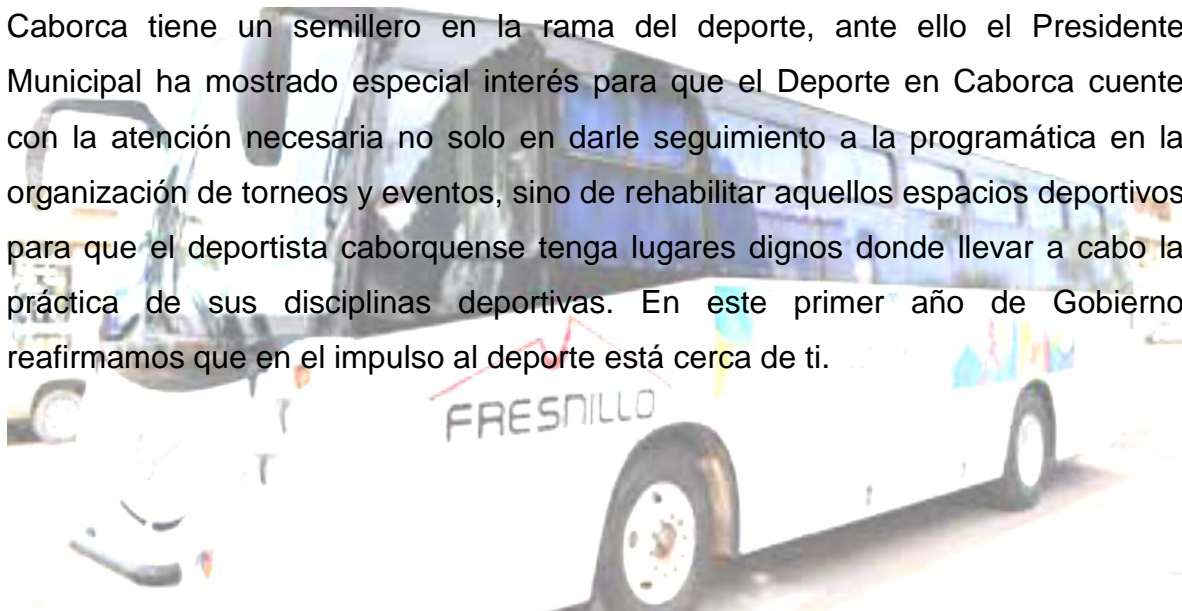 Caborca tiene un semillero en la rama del deporte, ante ello el Presidente
Municipal ha mostrado especial interés para que el Deporte en Caborca cuente
con la atención necesaria no solo en darle seguimiento a la programática en la
organización de torneos y eventos, sino de rehabilitar aquellos espacios deportivos
para que el deportista caborquense tenga lugares dignos donde llevar a cabo la
práctica de sus disciplinas deportivas. En este primer año de Gobierno
reafirmamos que en el impulso al deporte está cerca de ti.
FRESNILLO